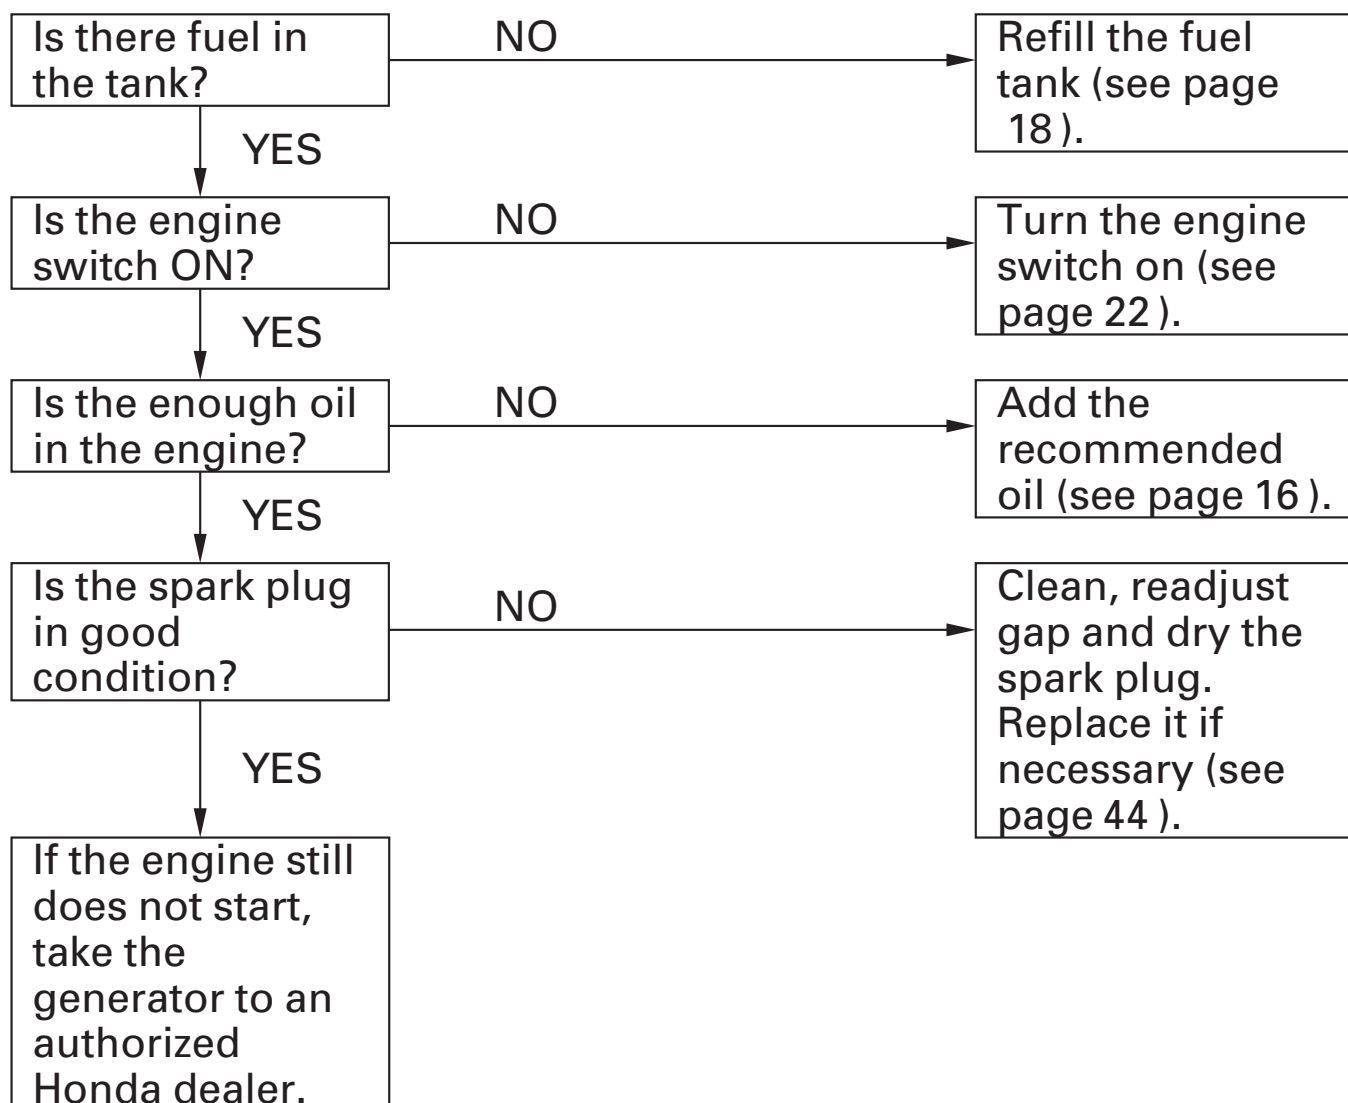 Is there fuel in
the tank?
NO
Refill the fuel
tank (see page
18 ).
YES
Is the engine
switch ON?
NO
Turn the engine
switch on (see
page 22 ).
YES
Is the enough oil
in the engine?
NO
Add the
recommended
oil (see page 16 ).
YES
Is the spark plug
in good
condition?
NO
Clean, readjust
gap and dry the
spark plug.
Replace it if
necessary (see
page 44 ).
YES
If the engine still
does not start,
take the
generator to an
authorized
Honda dealer.